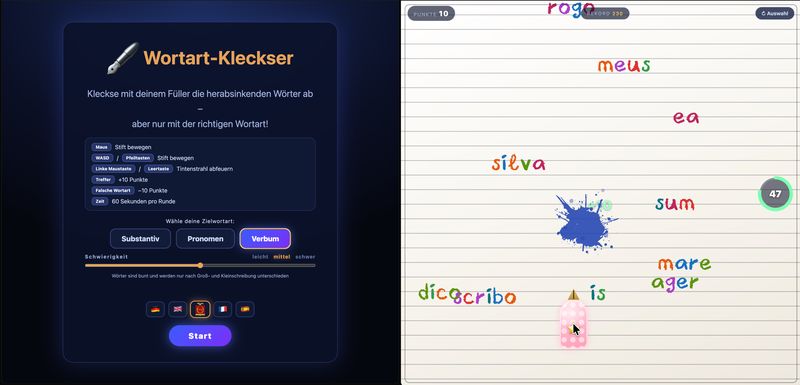 Wortart-Kleckser
Kleckse mit deinem Füller die herabsinkenden Wörter ab
–
aber nur mit der richtigen Wortart!
Maus Stift bewegen
WASD / Pfeiltasten Stift bewegen
Linke Maustaste / Leertaste Tintenstrahl abfeuern
Treffer +10 Punkte
Falsche Wortart −10 Punkte
Zeit 60 Sekunden pro Runde
Wähle deine Zielwortart:
Substantiv Pronomen Verbum
Schwierigkeit leicht mittel schwer
Wörter sind bunt und werden nur nach Groß- und Kleinschreibung unterschieden
Start
PUNKTE 10
rogo
REKORD 230
Auswahl
meus
ea
silva
47
sum
mare
ager
dico
scribo
is